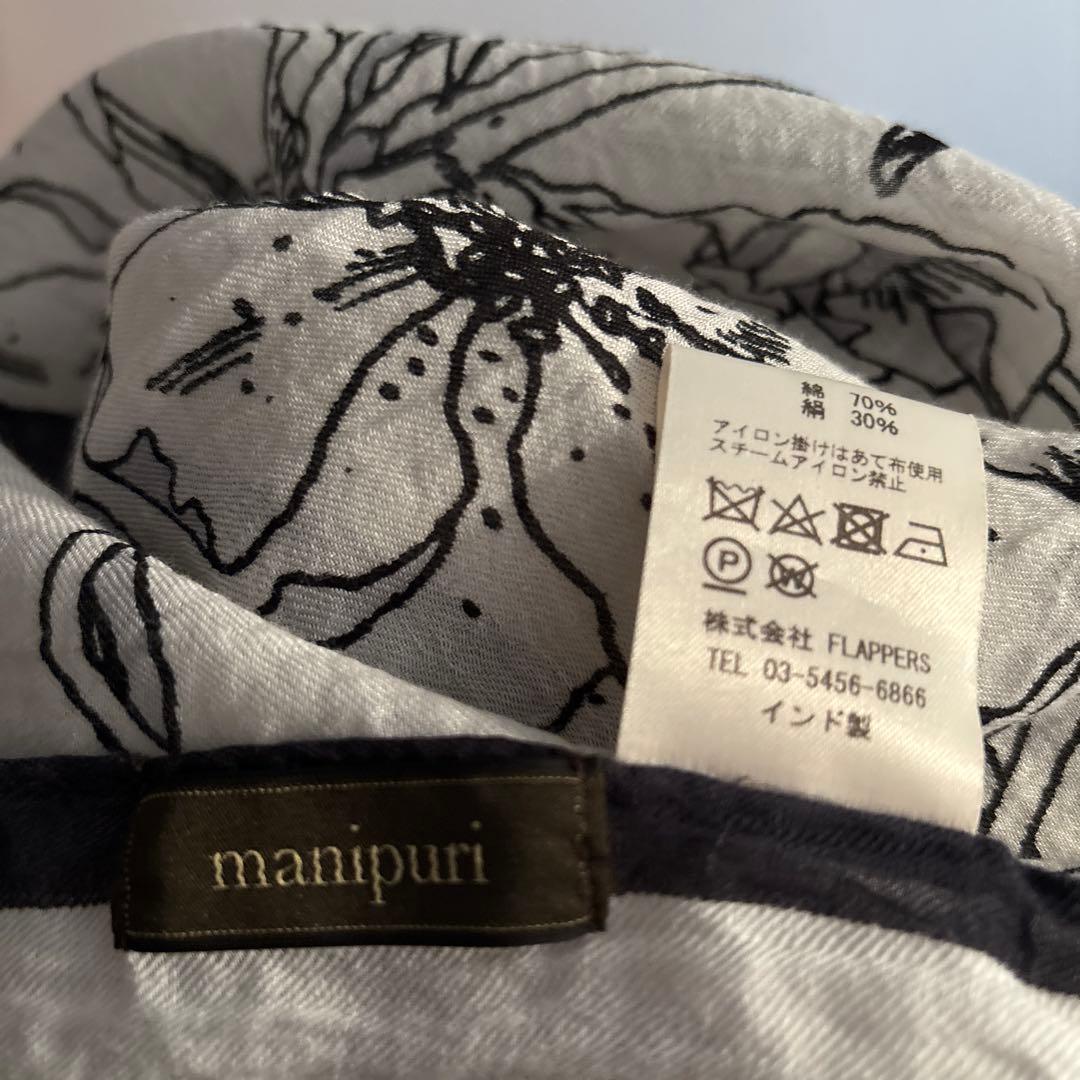 綿 70%
絹 30%
アイロン掛けはあて布使用
スチームアイロン禁止
P W
株式会社 FLAPPERS
TEL 03-5456-6866
インド製
manipuri